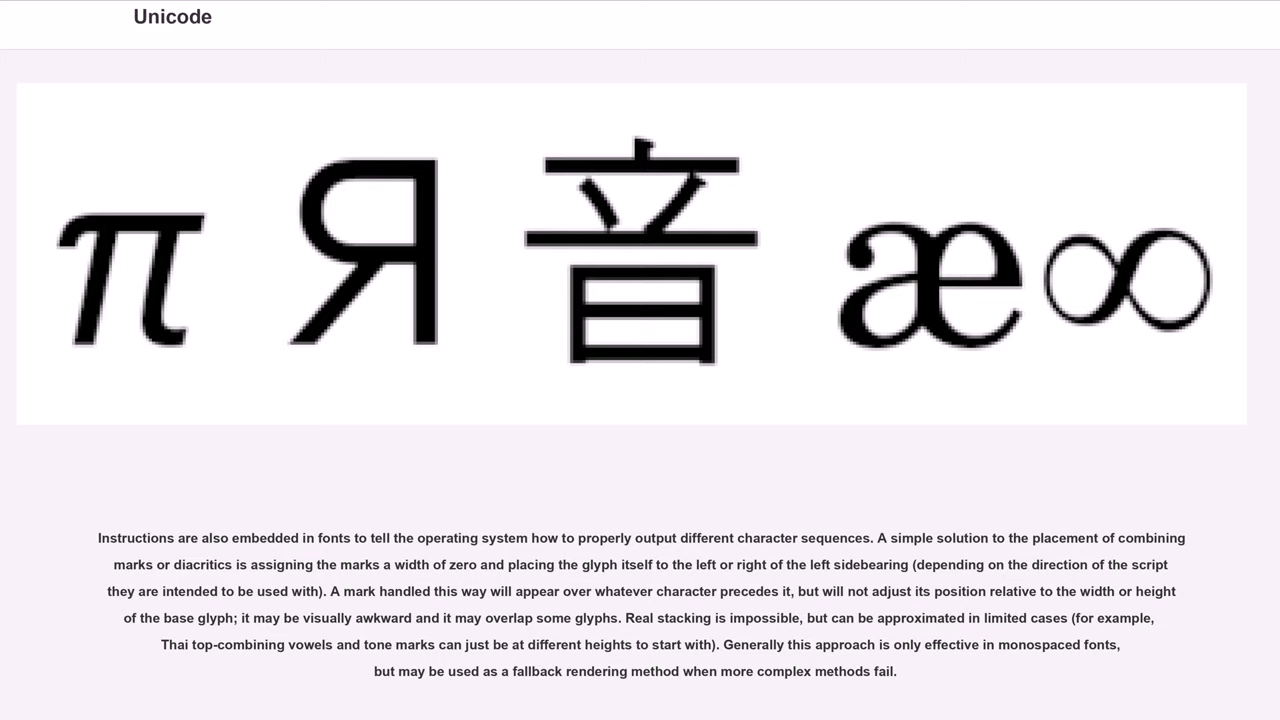 Unicode
π Я 音 æ ∞
Instructions are also embedded in fonts to tell the operating system how to properly output different character sequences. A simple solution to the placement of combining
marks or diacritics is assigning the marks a width of zero and placing the glyph itself to the left or right of the left sidebearing (depending on the direction of the script
they are intended to be used with). A mark handled this way will appear over whatever character precedes it, but will not adjust its position relative to the width or height
of the base glyph; it may be visually awkward and it may overlap some glyphs. Real stacking is impossible, but can be approximated in limited cases (for example,
Thai top-combining vowels and tone marks can just be at different heights to start with). Generally this approach is only effective in monospaced fonts,
but may be used as a fallback rendering method when more complex methods fail.